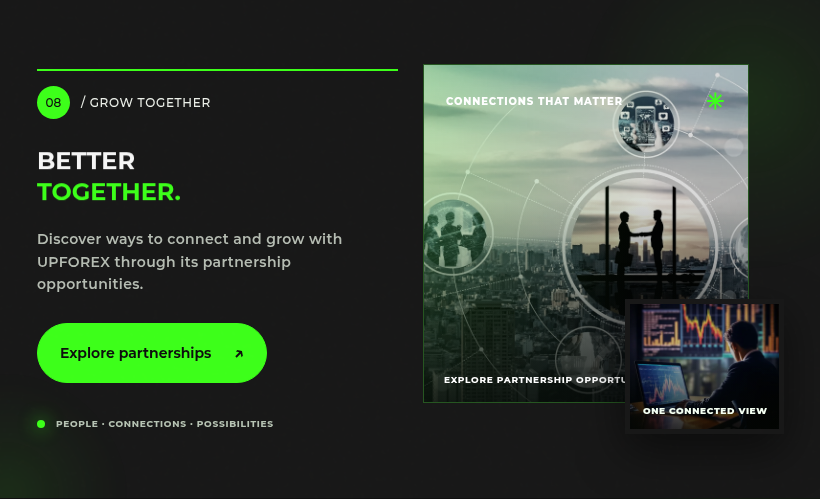 08
/ GROW TOGETHER
BETTER
TOGETHER.
Discover ways to connect and grow with
UPFOREX through its partnership
opportunities.
Explore partnerships
PEOPLE · CONNECTIONS · POSSIBILITIES
CONNECTIONS THAT MATTER
EXPLORE PARTNERSHIP
ONE CONNECTED VIEW